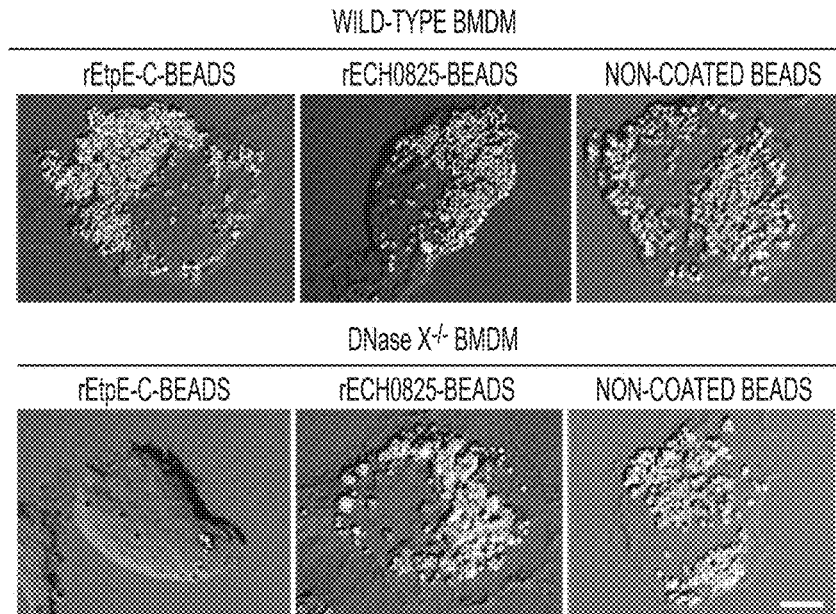 WILD-TYPE BMDM
rEtpE-C-BEADS rECH0825-BEADS NON-COATED BEADS
DNase X-/- BMDM
rEtpE-C-BEADS rECH0825-BEADS NON-COATED BEADS